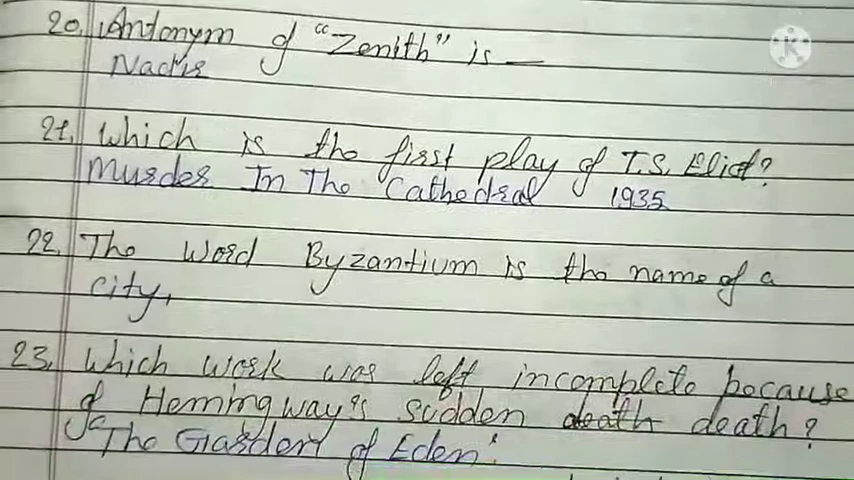 20. Antonym of "Zenith" is —
Nadir
21. Which is the first play of T.S. Eliot?
Murder In The Cathedral 1935
22. The Word Byzantium is the name of a
city,
23. Which work was left incomplete because
of Hemingway's sudden death death?
"The Garden of Eden'.